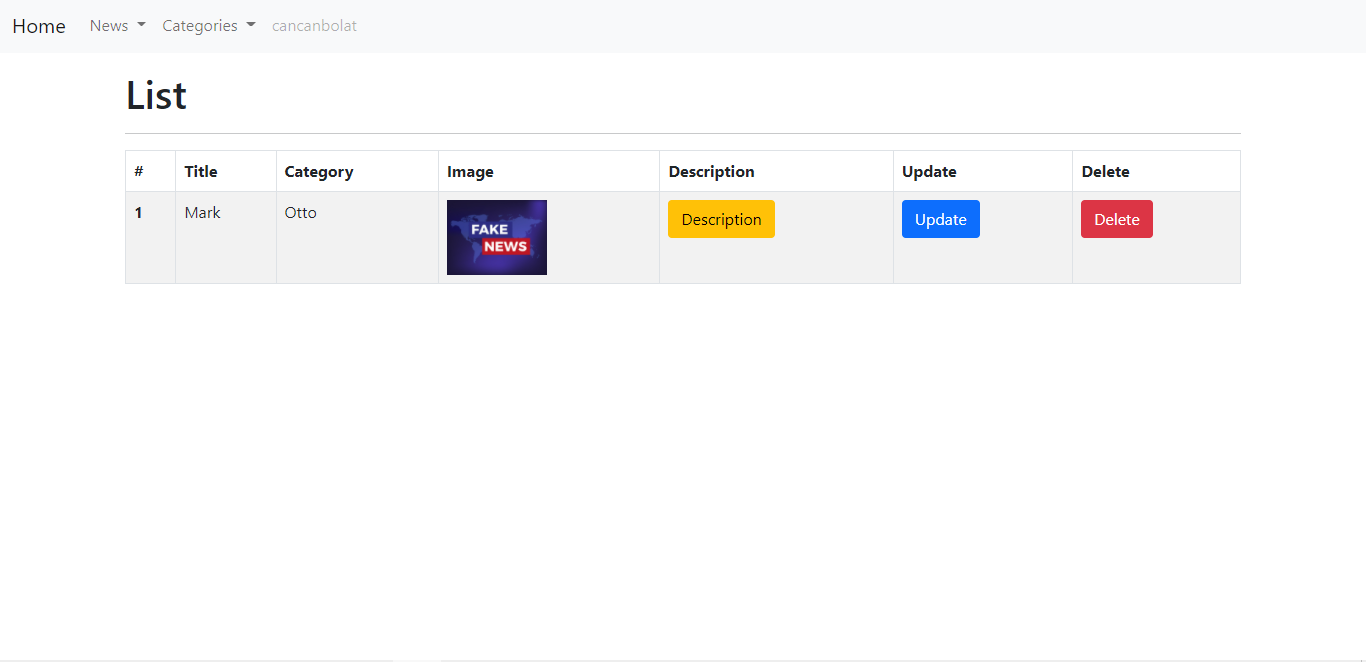 Home News Categories cancanbolat
List
# Title Category Image Description Update Delete
1 Mark Otto FAKE NEWS Description Update Delete